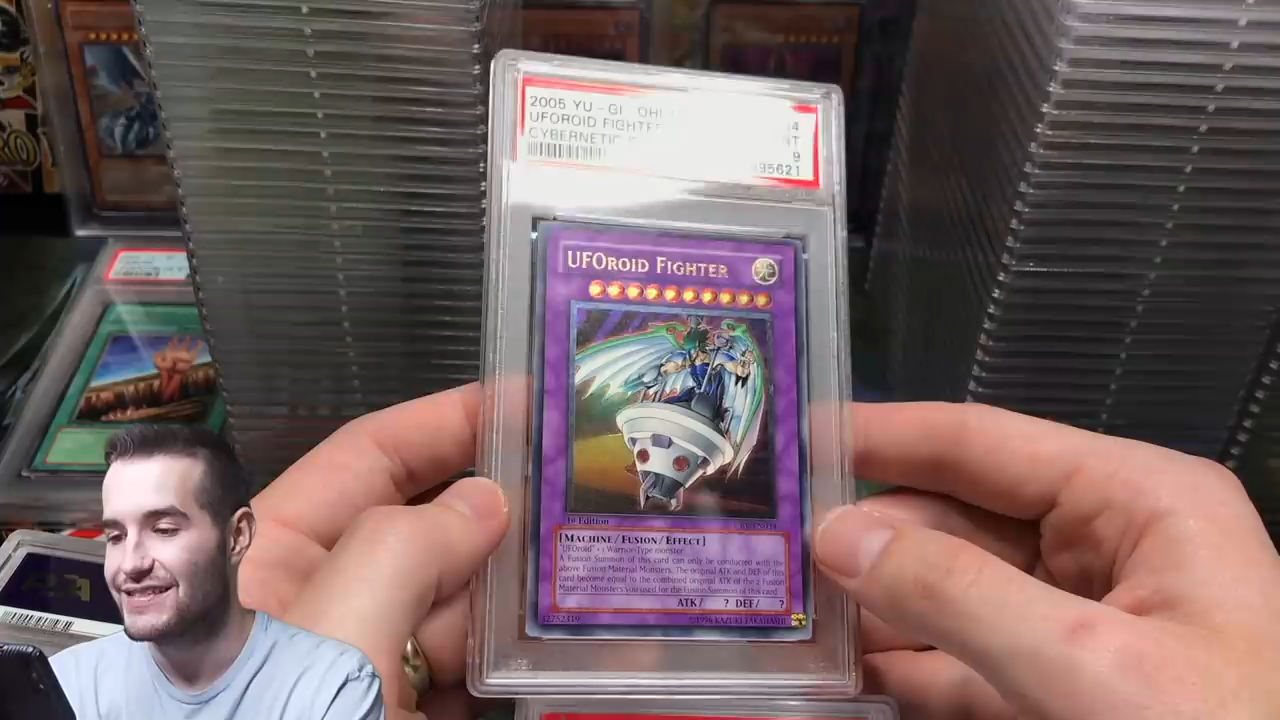 2005 YU-GI-OH!
UFOROID FIGHTER
CYBERNETIC
9
95621
UFOROID FIGHTER
1st Edition
[MACHINE/FUSION/EFFECT]
"UFOroid" + 1 Warrior-Type monster
A Fusion Summon of this card can only be conducted with the
above Fusion Material Monsters. The original ATK and DEF of this
card become equal to the combined original ATK of the 2 Fusion
Material Monsters you used for the Fusion Summon of this card.
ATK/ ? DEF/ ?
32752319 ©1996 KAZUKI TAKAHASHI